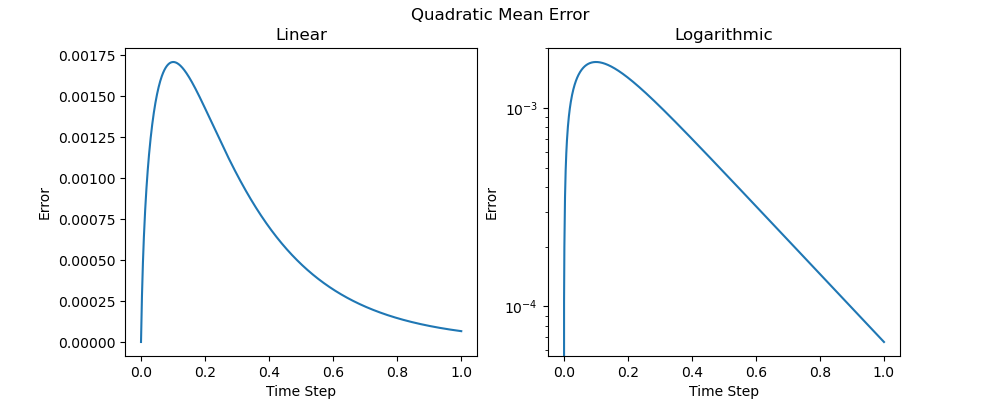 Quadratic Mean Error
Linear
0.00175
0.00150
0.00125
0.00100
0.00075
0.00050
0.00025
0.00000
Error
0.0 0.2 0.4 0.6 0.8 1.0
Time Step
Logarithmic
10⁻³
10⁻⁴
Error
0.0 0.2 0.4 0.6 0.8 1.0
Time Step